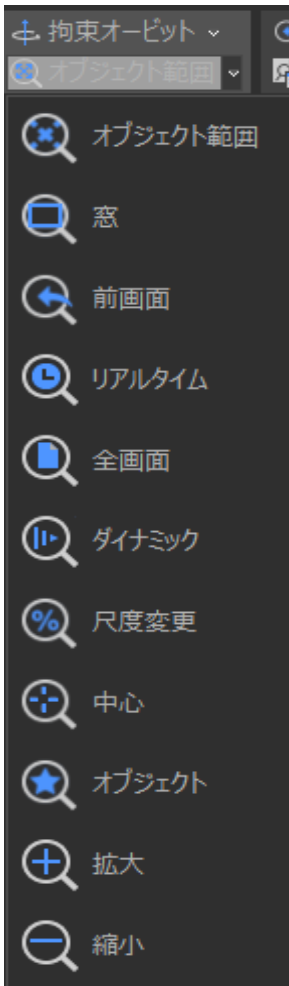 拘束オービット
オブジェクト範囲
オブジェクト範囲
窓
前画面
リアルタイム
全画面
ダイナミック
尺度変更
中心
オブジェクト
拡大
縮小